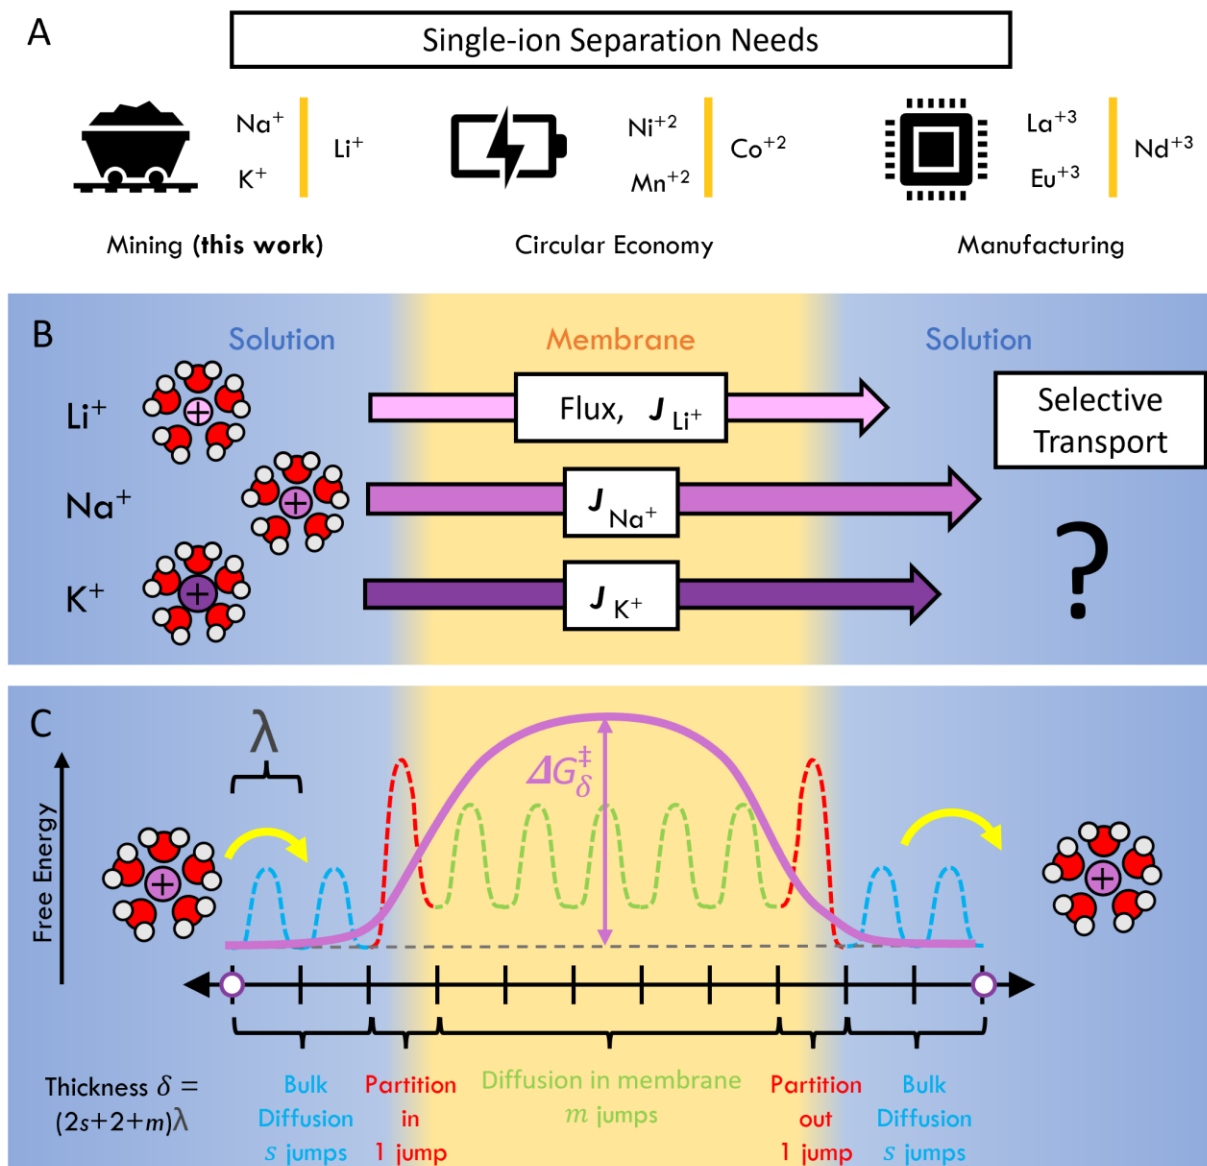 A
Single-ion Separation Needs
Na⁺
K⁺
Li⁺
Ni⁺²
Mn⁺²
Co⁺²
La⁺³
Eu⁺³
Nd⁺³
Mining (this work)
Circular Economy
Manufacturing
B
Solution
Membrane
Solution
Li⁺
+
Flux, J Li⁺
Selective
Transport
Na⁺
+
J Na⁺
K⁺
+
J K⁺
?
C
λ
ΔG‡δ
Free Energy
+
+
Thickness δ =
(2s+2+m)λ
Bulk
Diffusion
s jumps
Partition
in
1 jump
Diffusion in membrane
m jumps
Partition
out
1 jump
Bulk
Diffusion
s jumps